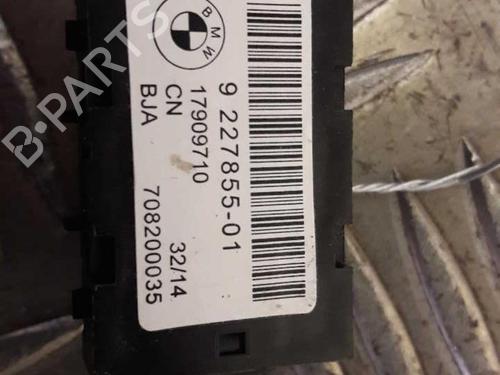 B-PARTS
BMW
9 227855-01
17909710
CN 32/14
BJA 708200035